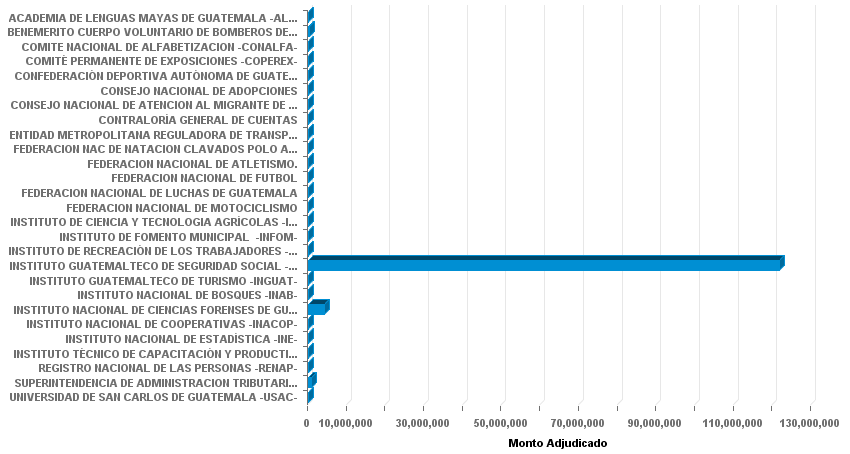 ACADEMIA DE LENGUAS MAYAS DE GUATEMALA -AL...
BENEMERITO CUERPO VOLUNTARIO DE BOMBEROS DE...
COMITE NACIONAL DE ALFABETIZACION -CONALFA-
COMITÉ PERMANENTE DE EXPOSICIONES -COPEREX-
CONFEDERACIÓN DEPORTIVA AUTÓNOMA DE GUATE...
CONSEJO NACIONAL DE ADOPCIONES
CONSEJO NACIONAL DE ATENCION AL MIGRANTE DE ...
CONTRALORÍA GENERAL DE CUENTAS
ENTIDAD METROPOLITANA REGULADORA DE TRANSP...
FEDERACION NAC DE NATACION CLAVADOS POLO A...
FEDERACION NACIONAL DE ATLETISMO.
FEDERACION NACIONAL DE FUTBOL
FEDERACION NACIONAL DE LUCHAS DE GUATEMALA
FEDERACION NACIONAL DE MOTOCICLISMO
INSTITUTO DE CIENCIA Y TECNOLOGIA AGRÍCOLAS -I...
INSTITUTO DE FOMENTO MUNICIPAL -INFOM-
INSTITUTO DE RECREACIÓN DE LOS TRABAJADORES -...
INSTITUTO GUATEMALTECO DE SEGURIDAD SOCIAL -...
INSTITUTO GUATEMALTECO DE TURISMO -INGUAT-
INSTITUTO NACIONAL DE BOSQUES -INAB-
INSTITUTO NACIONAL DE CIENCIAS FORENSES DE GU...
INSTITUTO NACIONAL DE COOPERATIVAS -INACOP-
INSTITUTO NACIONAL DE ESTADÍSTICA -INE-
INSTITUTO TÉCNICO DE CAPACITACIÓN Y PRODUCTI...
REGISTRO NACIONAL DE LAS PERSONAS -RENAP-
SUPERINTENDENCIA DE ADMINISTRACION TRIBUTARI...
UNIVERSIDAD DE SAN CARLOS DE GUATEMALA -USAC-
0 10,000,000 30,000,000 50,000,000 70,000,000 90,000,000 110,000,000 130,000,000
Monto Adjudicado